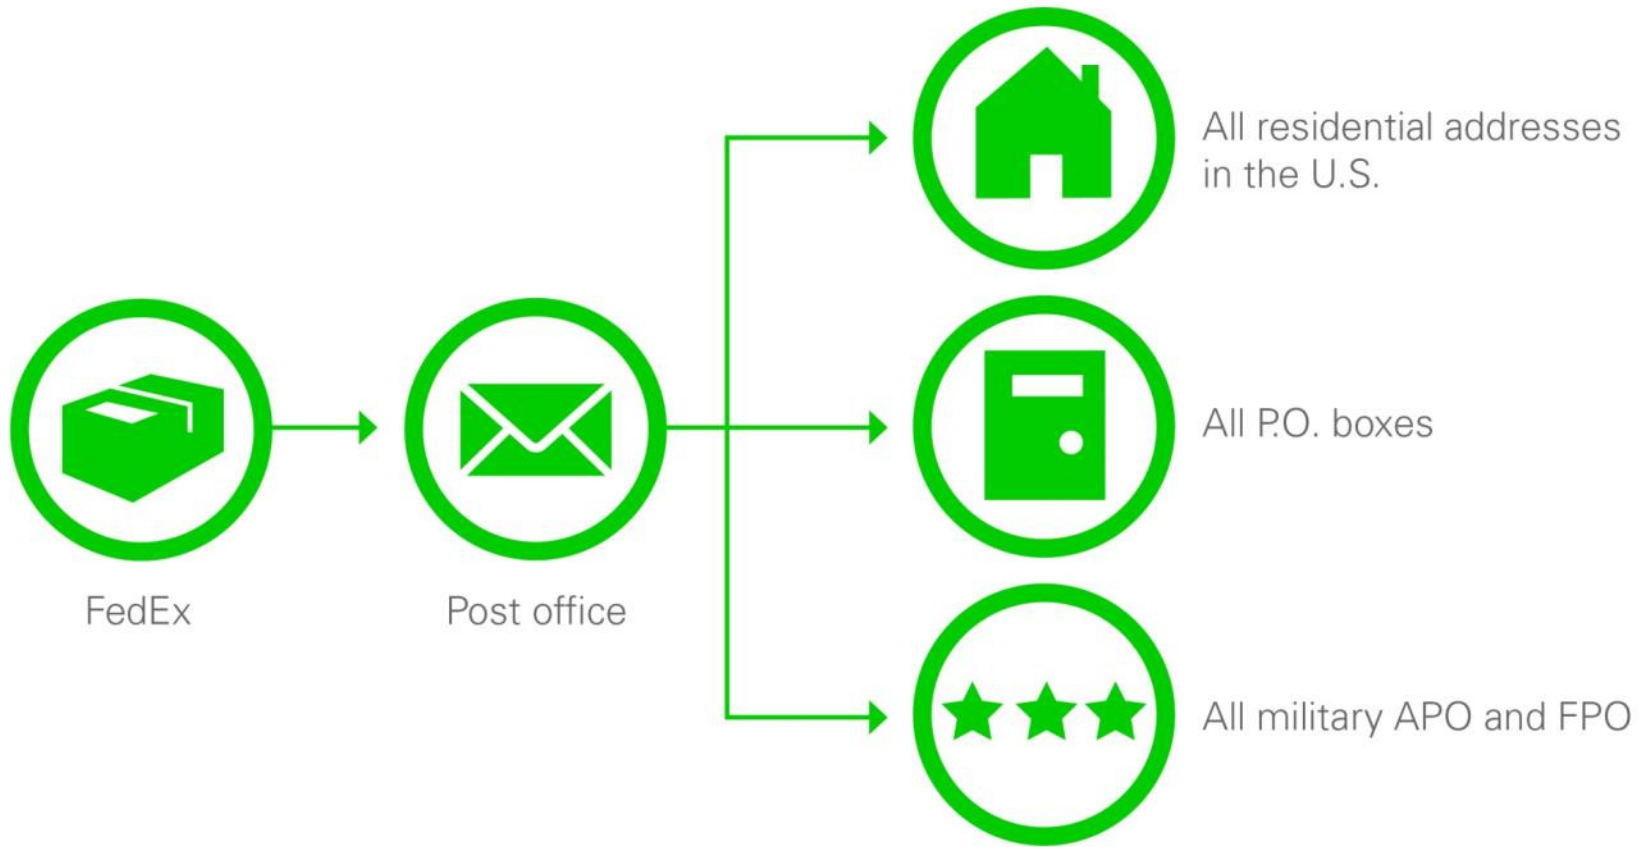 All residential addresses
in the U.S.
All P.O. boxes
FedEx
Post office
All military APO and FPO